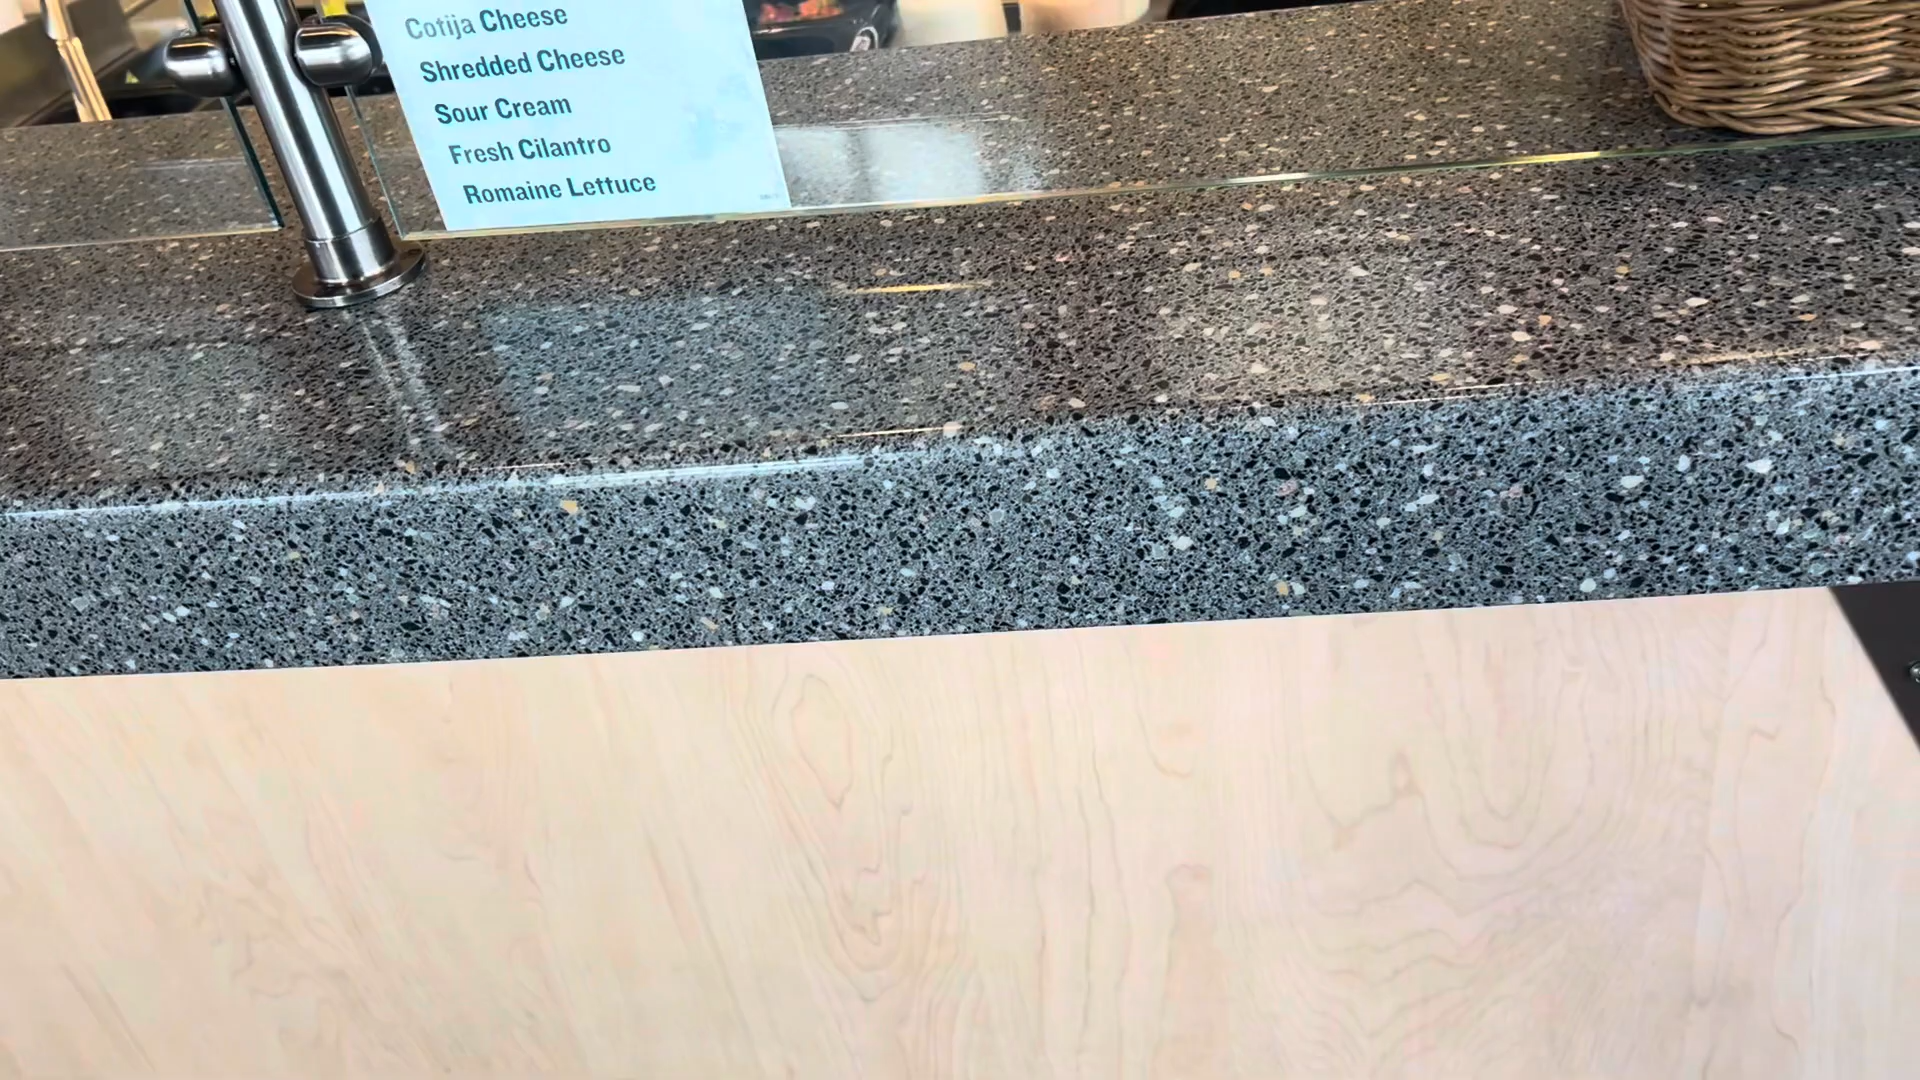 Cotija Cheese
Shredded Cheese
Sour Cream
Fresh Cilantro
Romaine Lettuce